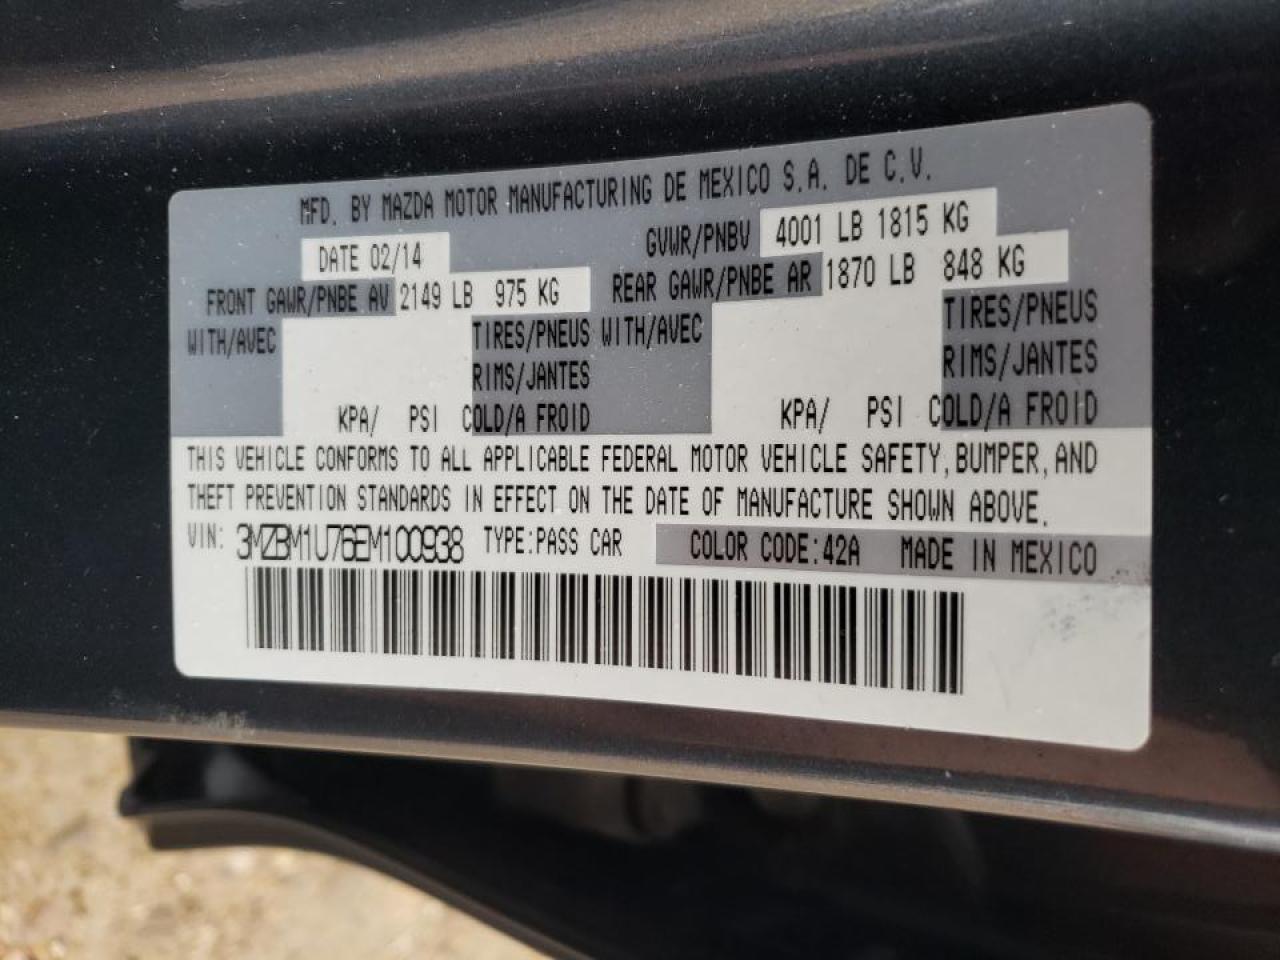 MFD. BY MAZDA MOTOR MANUFACTURING DE MEXICO S.A. DE C.V.
DATE 02/14 GVWR/PNBV 4001 LB 1815 KG
FRONT GAWR/PNBE AV 2149 LB 975 KG REAR GAWR/PNBE AR 1870 LB 848 KG
WITH/AVEC TIRES/PNEUS WITH/AVEC TIRES/PNEUS
RIMS/JANTES RIMS/JANTES
KPA/ PSI COLD/A FROID KPA/ PSI COLD/A FROID
THIS VEHICLE CONFORMS TO ALL APPLICABLE FEDERAL MOTOR VEHICLE SAFETY, BUMPER, AND
THEFT PREVENTION STANDARDS IN EFFECT ON THE DATE OF MANUFACTURE SHOWN ABOVE.
VIN: 3MZBM1U76EM100938 TYPE:PASS CAR COLOR CODE:42A MADE IN MEXICO